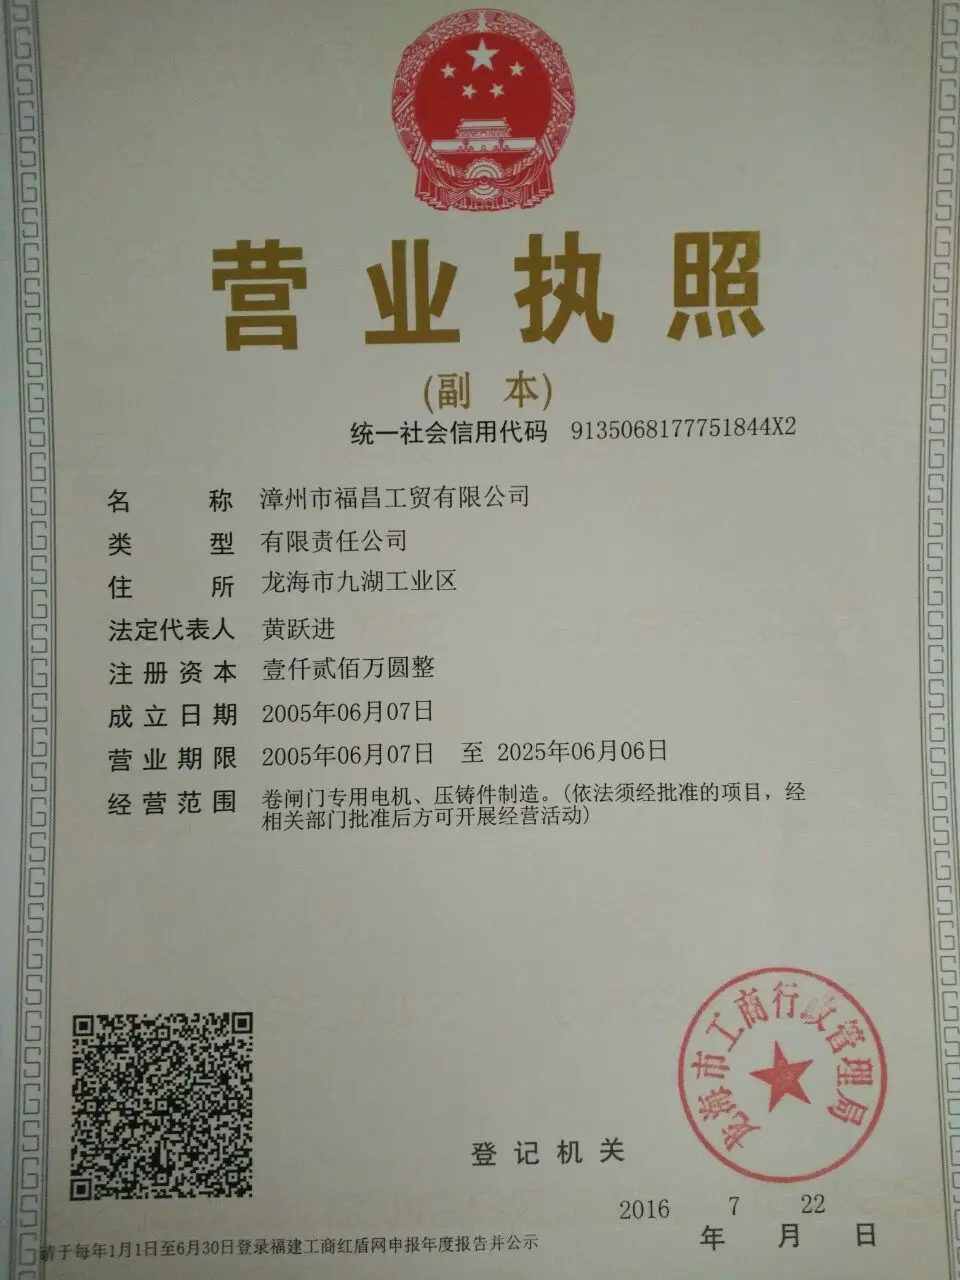 营业执照
(副 本)
统一社会信用代码 9135068177751844X2
名 称 漳州市福昌工贸有限公司
类 型 有限责任公司
住 所 龙海市九湖工业区
法定代表人 黄跃进
注册资本 壹仟贰佰万圆整
成立日期 2005年06月07日
营业期限 2005年06月07日 至 2025年06月06日
经营范围 卷闸门专用电机、压铸件制造。(依法须经批准的项目，经
相关部门批准后方可开展经营活动)
龙海市工商行政管理局
登记机关
2016 7 22
年 月 日
请于每年1月1日至6月30日登录福建工商红盾网申报年度报告并公示